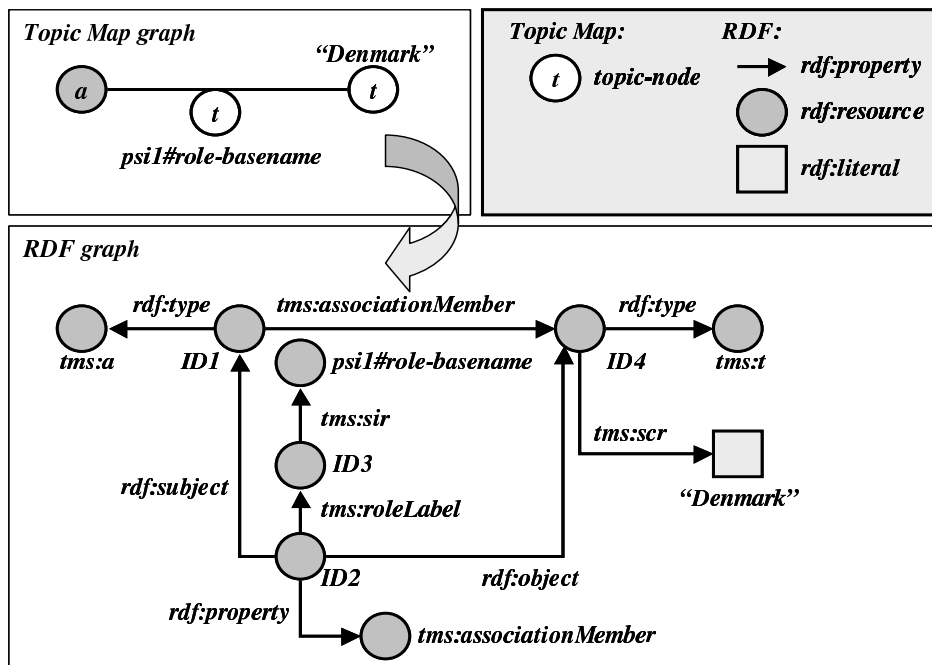 Topic Map graph
"Denmark"
a
t
t
psi1#role-basename
Topic Map:
RDF:
t
topic-node
rdf:property
rdf:resource
rdf:literal
RDF graph
rdf:type
tms:associationMember
rdf:type
tms:a
ID1
psi1#role-basename
ID4
tms:t
tms:sir
tms:scr
ID3
rdf:subject
"Denmark"
tms:roleLabel
ID2
rdf:object
rdf:property
tms:associationMember